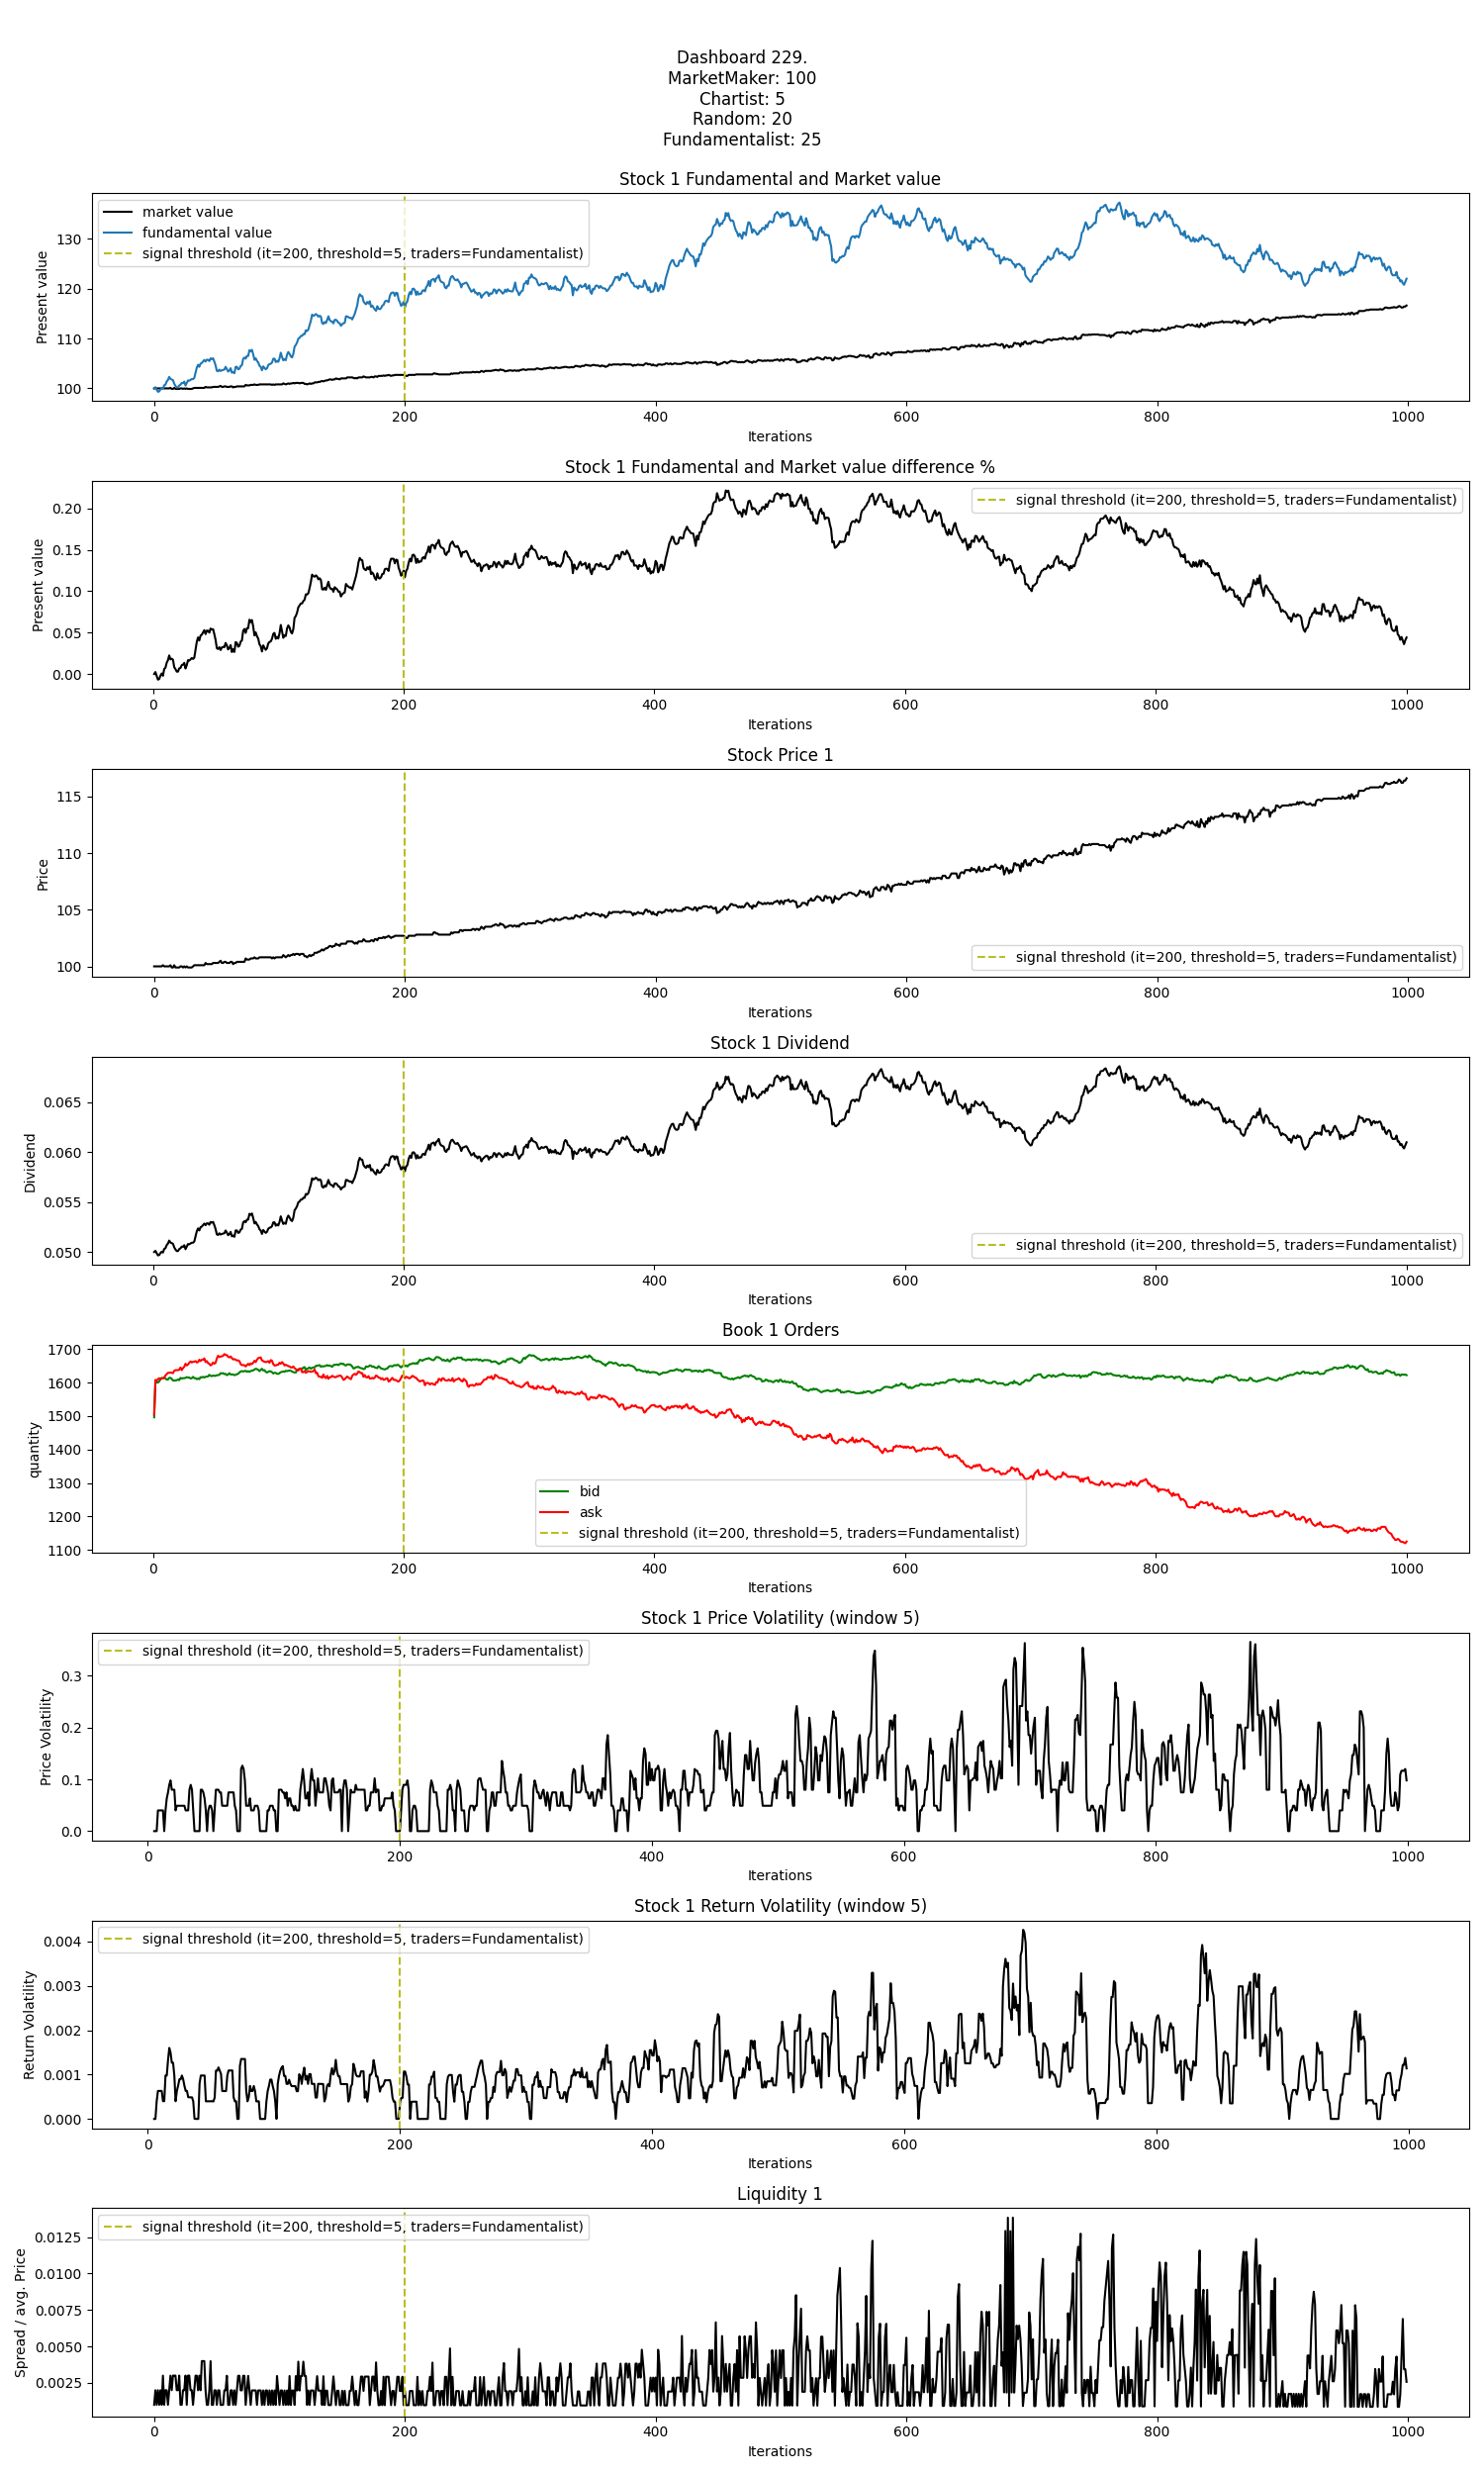 Dashboard 229.
MarketMaker: 100
Chartist: 5
Random: 20
Fundamentalist: 25
Stock 1 Fundamental and Market value
market value
fundamental value
signal threshold (it=200, threshold=5, traders=Fundamentalist)
Present value
130
120
110
100
0 200 400 600 800 1000
Iterations
Stock 1 Fundamental and Market value difference %
signal threshold (it=200, threshold=5, traders=Fundamentalist)
Present value
0.20
0.15
0.10
0.05
0.00
0 200 400 600 800 1000
Iterations
Stock Price 1
Price
115
110
105
100
signal threshold (it=200, threshold=5, traders=Fundamentalist)
0 200 400 600 800 1000
Iterations
Stock 1 Dividend
Dividend
0.065
0.060
0.055
0.050
signal threshold (it=200, threshold=5, traders=Fundamentalist)
0 200 400 600 800 1000
Iterations
Book 1 Orders
quantity
1700
1600
1500
1400
1300
1200
1100
bid
ask
signal threshold (it=200, threshold=5, traders=Fundamentalist)
0 200 400 600 800 1000
Iterations
Stock 1 Price Volatility (window 5)
signal threshold (it=200, threshold=5, traders=Fundamentalist)
Price Volatility
0.3
0.2
0.1
0.0
0 200 400 600 800 1000
Iterations
Stock 1 Return Volatility (window 5)
signal threshold (it=200, threshold=5, traders=Fundamentalist)
Return Volatility
0.004
0.003
0.002
0.001
0.000
0 200 400 600 800 1000
Iterations
Liquidity 1
signal threshold (it=200, threshold=5, traders=Fundamentalist)
Spread / avg. Price
0.0125
0.0100
0.0075
0.0050
0.0025
0 200 400 600 800 1000
Iterations